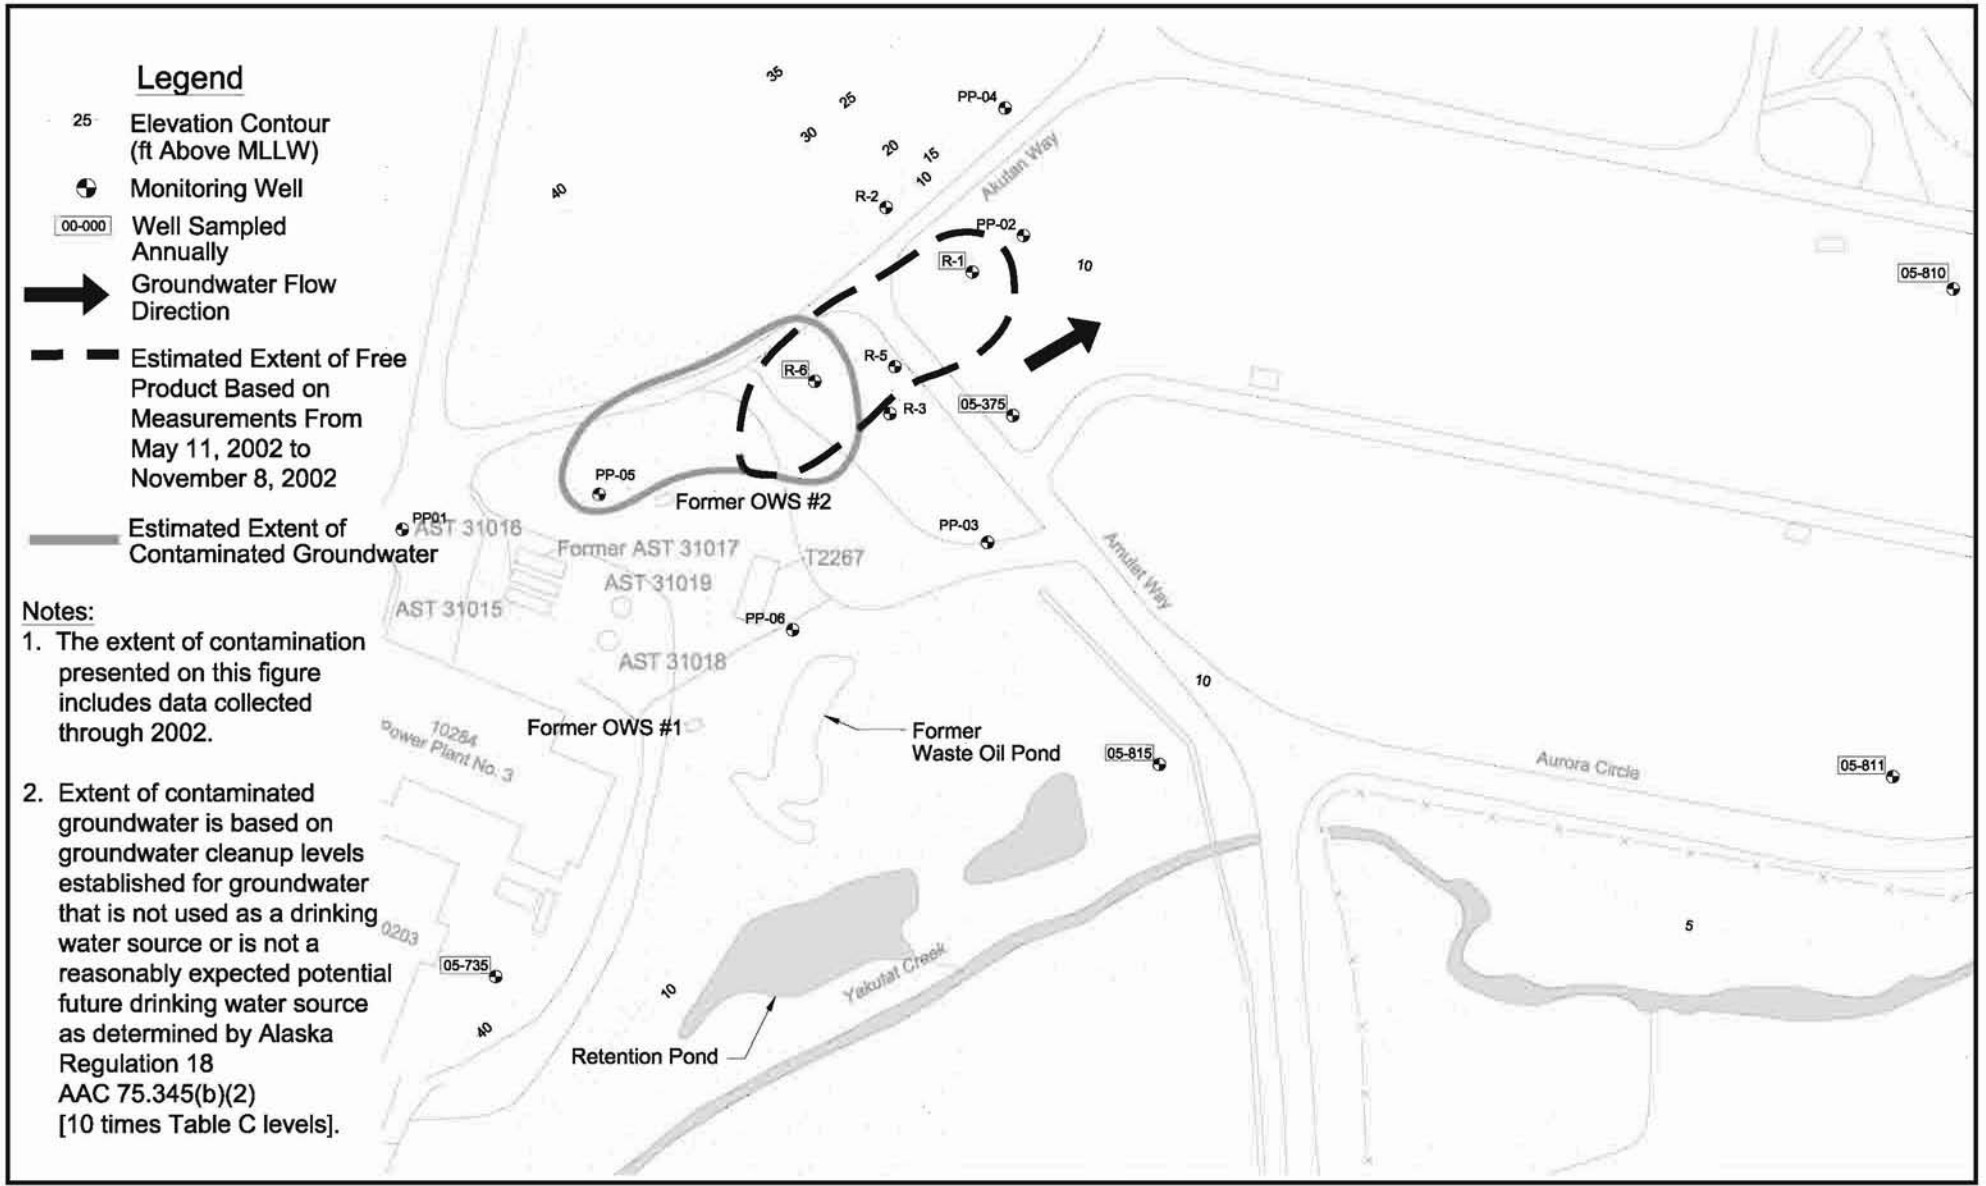 Legend
25
Elevation Contour
(ft Above MLLW)
Monitoring Well
00-000
Well Sampled
Annually
Groundwater Flow
Direction
Estimated Extent of Free
Product Based on
Measurements From
May 11, 2002 to
November 8, 2002
Estimated Extent of
Contaminated Groundwater
Notes:
1. The extent of contamination
presented on this figure
includes data collected
through 2002.
2. Extent of contaminated
groundwater is based on
groundwater cleanup levels
established for groundwater
that is not used as a drinking
water source or is not a
reasonably expected potential
future drinking water source
as determined by Alaska
Regulation 18
AAC 75.345(b)(2)
[10 times Table C levels].
35
25
30
20
15
10
40
PP-04
Akutan Way
R-2
PP-02
R-1
10
05-810
R-6
R-5
R-3
05-375
PP-05
Former OWS #2
PP01
AST 31016
Former AST 31017
T2267
PP-03
AST 31019
AST 31015
Amulet Way
PP-06
AST 31018
10
Former OWS #1
Former
Waste Oil Pond
10284
Power Plant No. 3
05-815
Aurora Circle
05-811
0203
5
05-735
Yakutat Creek
10
40
Retention Pond